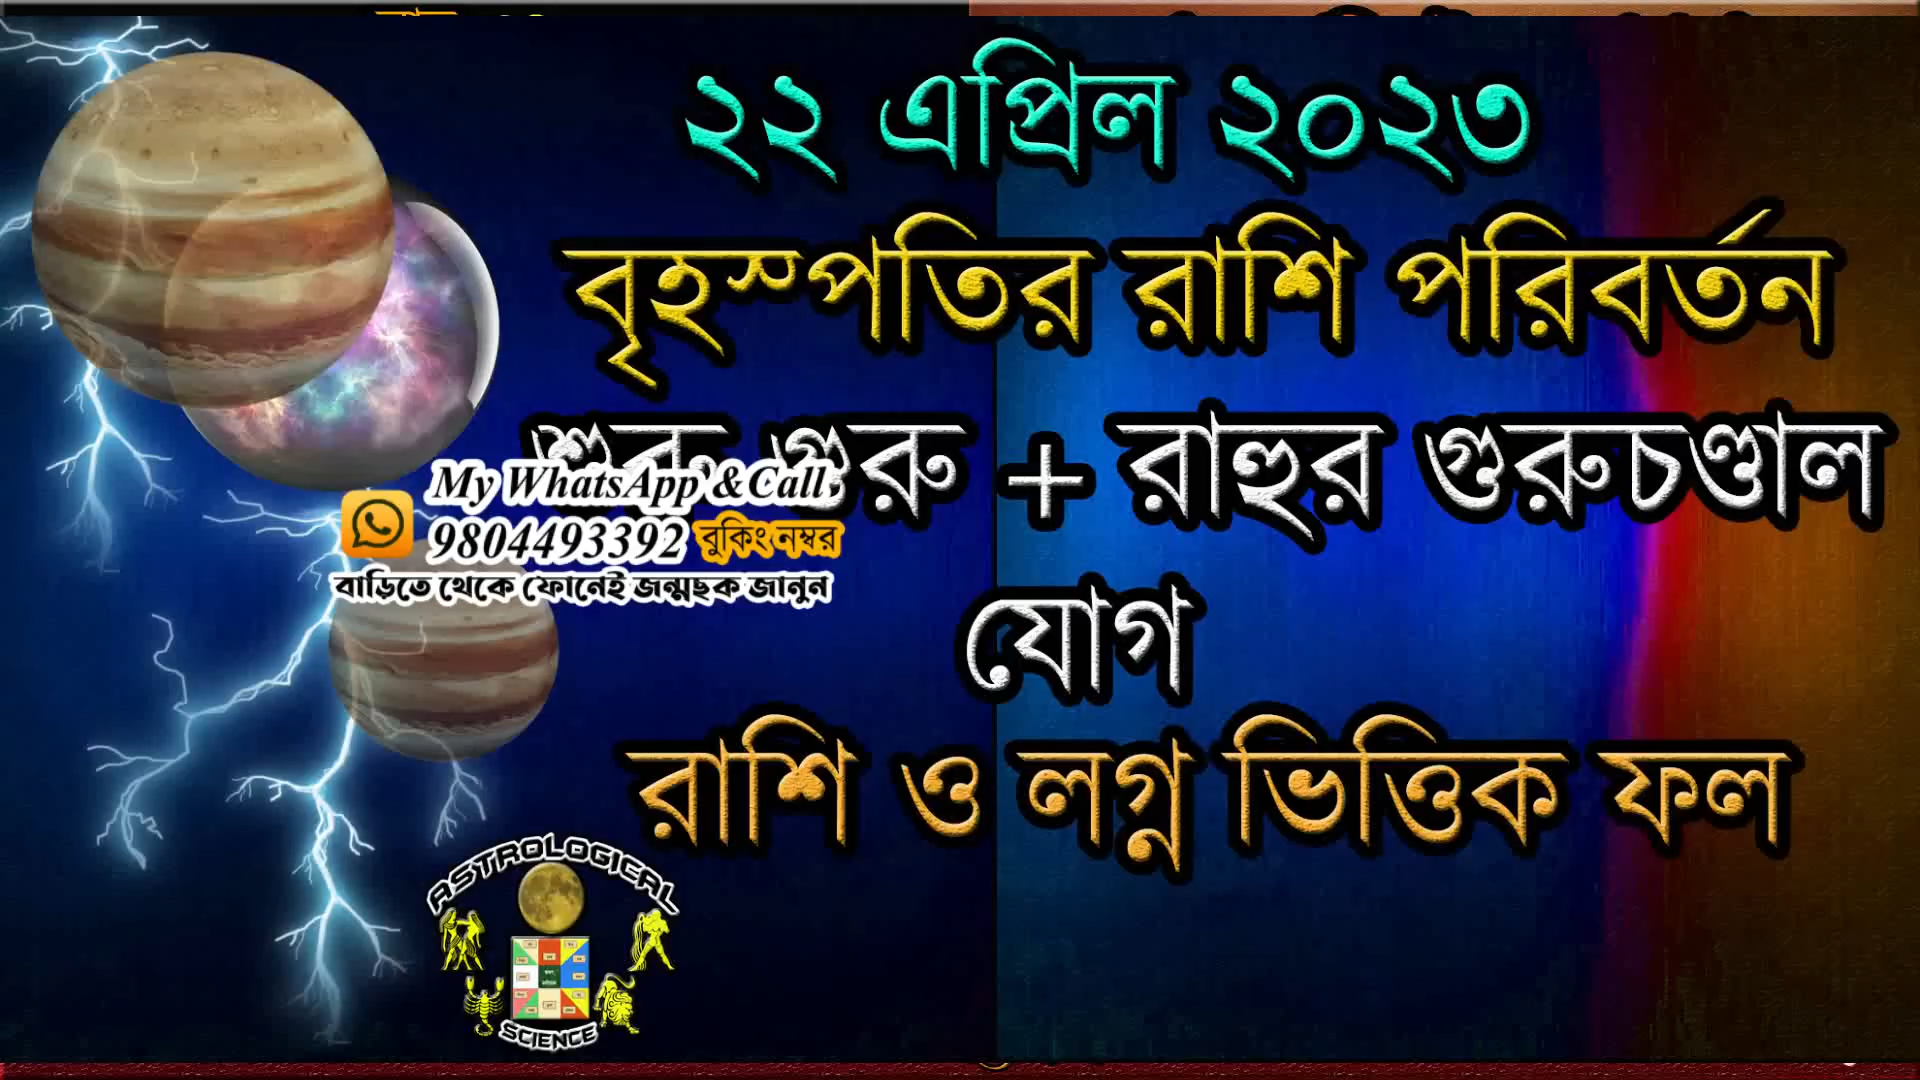 ২২ এপ্রিল ২০২৩
বৃহস্পতির রাশি পরিবর্তন
শুরু গুরু + রাহুর গুরুচণ্ডাল
যোগ
রাশি ও লগ্ন ভিত্তিক ফল
My WhatsApp & Call
9804493392 বুকিং নম্বর
বাড়িতে থেকে ফোনেই জন্মছক জানুন
ASTROLOGICAL
SCIENCE